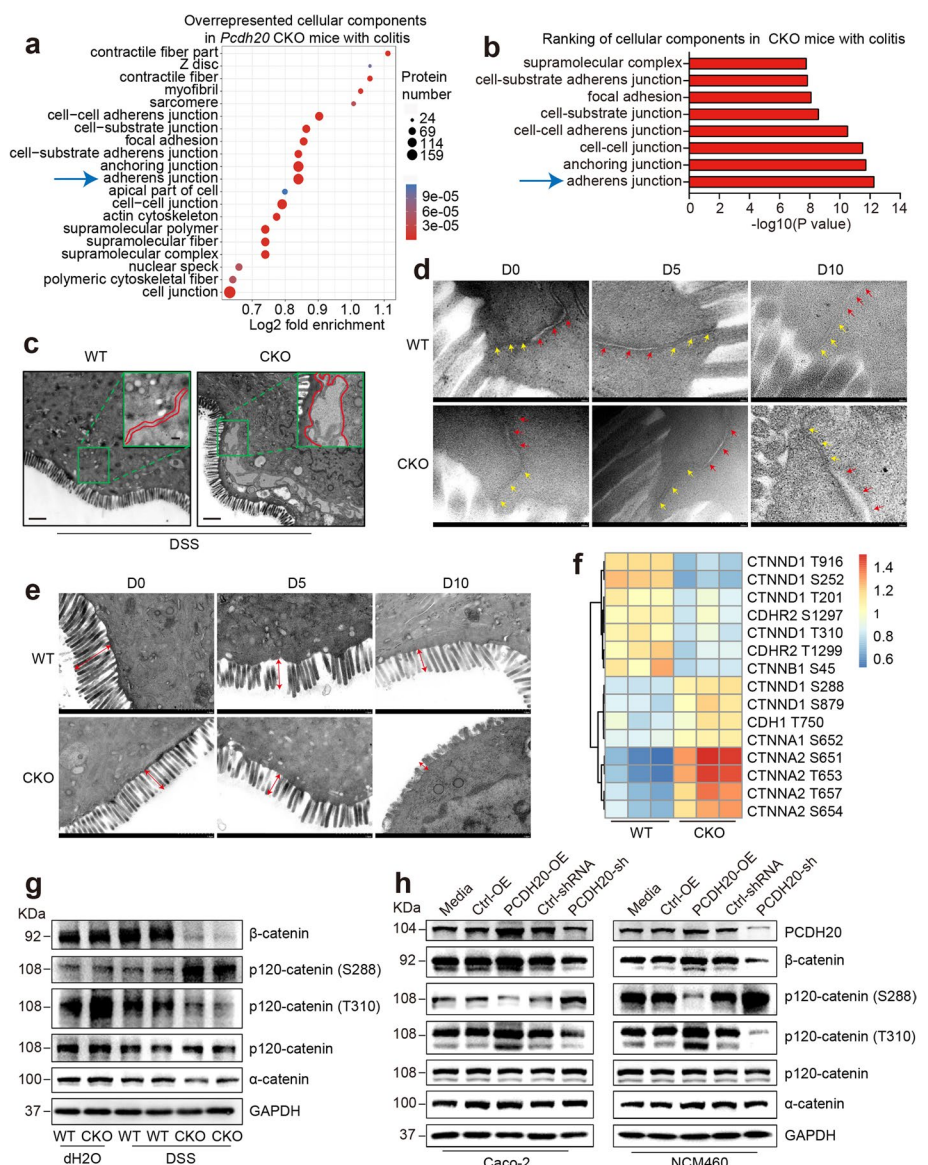 a
Overrepresented cellular components
in Pcdh20 CKO mice with colitis
contractile fiber part
Z disc
contractile fiber
myofibril
sarcomere
cell−cell adherens junction
cell−substrate junction
focal adhesion
cell−substrate adherens junction
anchoring junction
adherens junction
apical part of cell
cell−cell junction
actin cytoskeleton
supramolecular polymer
supramolecular fiber
supramolecular complex
nuclear speck
polymeric cytoskeletal fiber
cell junction
0.7 0.8 0.9 1.0 1.1
Log2 fold enrichment
Protein
number
24
69
114
159
9e-05
6e-05
3e-05
b
Ranking of cellular components in CKO mice with colitis
supramolecular complex
cell-substrate adherens junction
focal adhesion
cell-substrate junction
cell-cell adherens junction
cell-cell junction
anchoring junction
adherens junction
0 2 4 6 8 10 12 14
-log10(P value)
c
WT CKO
DSS
d
D0 D5 D10
WT
CKO
e
D0 D5 D10
WT
CKO
f
CTNND1 T916
CTNND1 S252
CTNND1 T201
CDHR2 S1297
CTNND1 T310
CDHR2 T1299
CTNNB1 S45
CTNND1 S288
CTNND1 S879
CDH1 T750
CTNNA1 S652
CTNNA2 S651
CTNNA2 T653
CTNNA2 T657
CTNNA2 S654
WT CKO
1.4
1.2
1
0.8
0.6
g
KDa
92 β-catenin
108 p120-catenin (S288)
108 p120-catenin (T310)
108 p120-catenin
100 α-catenin
37 GAPDH
WT CKO WT WT CKO CKO
dH2O DSS
h
KDa
Media Ctrl-OE PCDH20-OE Ctrl-shRNA PCDH20-sh
Media Ctrl-OE PCDH20-OE Ctrl-shRNA PCDH20-sh
104 PCDH20
92 β-catenin
108 p120-catenin (S288)
108 p120-catenin (T310)
108 p120-catenin
100 α-catenin
37 GAPDH
Caco-2 NCM460